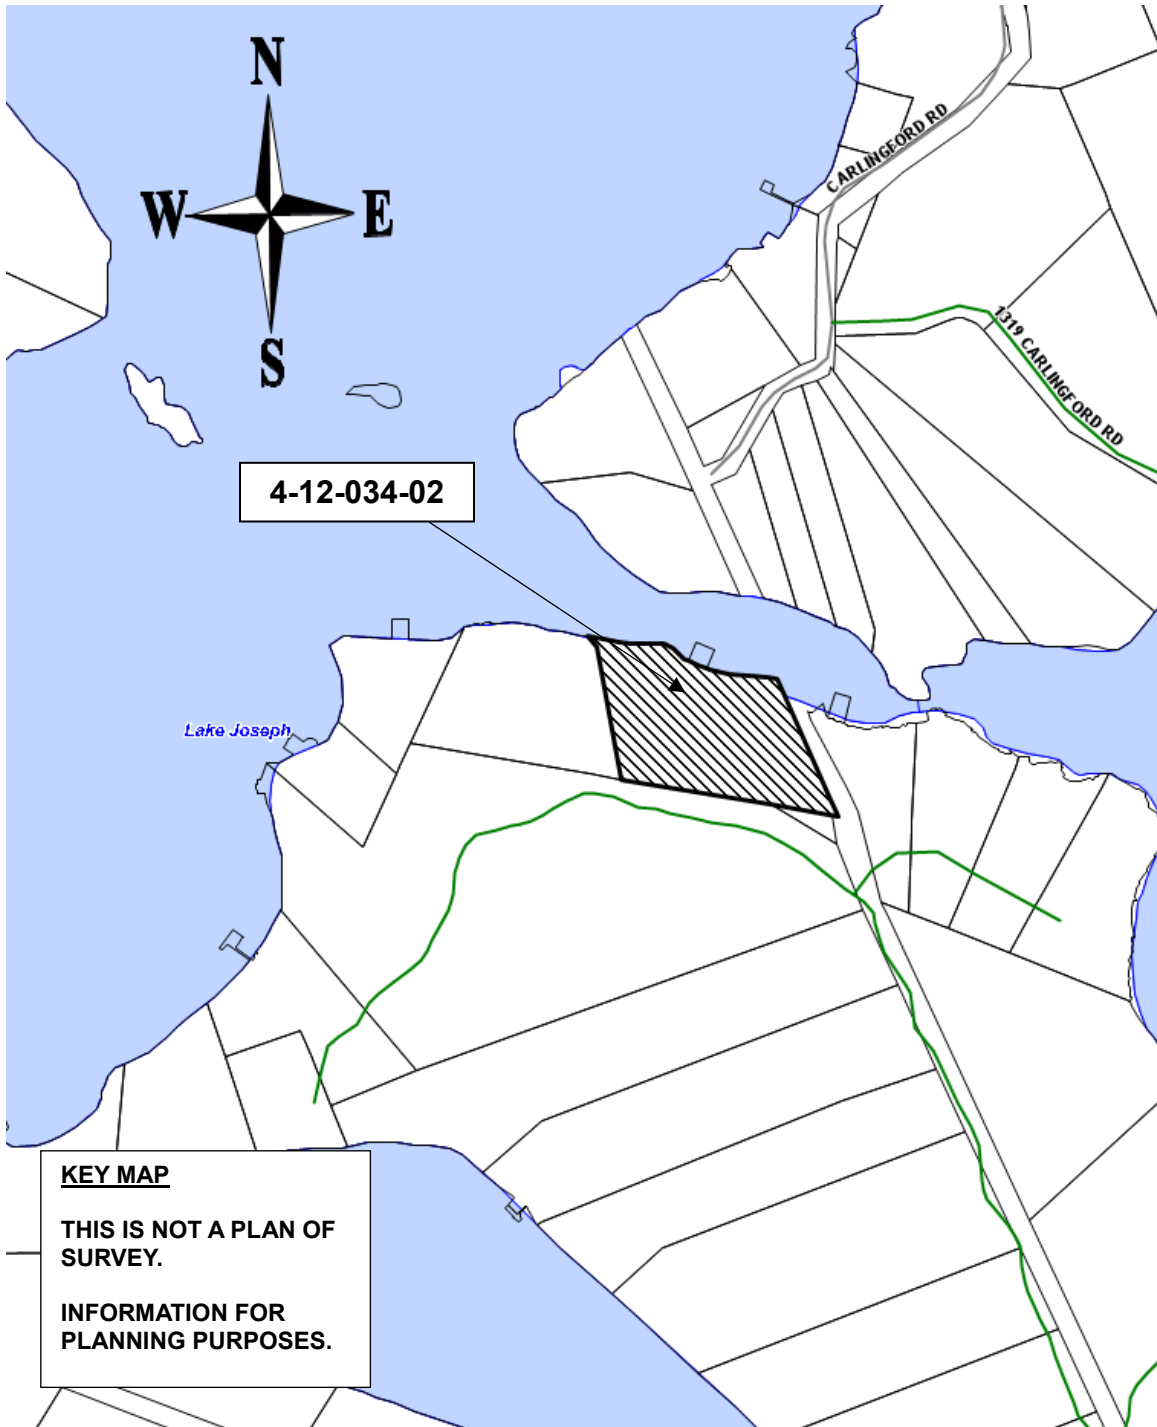 N
W E
S
CARLINGFORD RD
1319 CARLINGFORD RD
4-12-034-02
Lake Joseph
KEY MAP
THIS IS NOT A PLAN OF
SURVEY.
INFORMATION FOR
PLANNING PURPOSES.